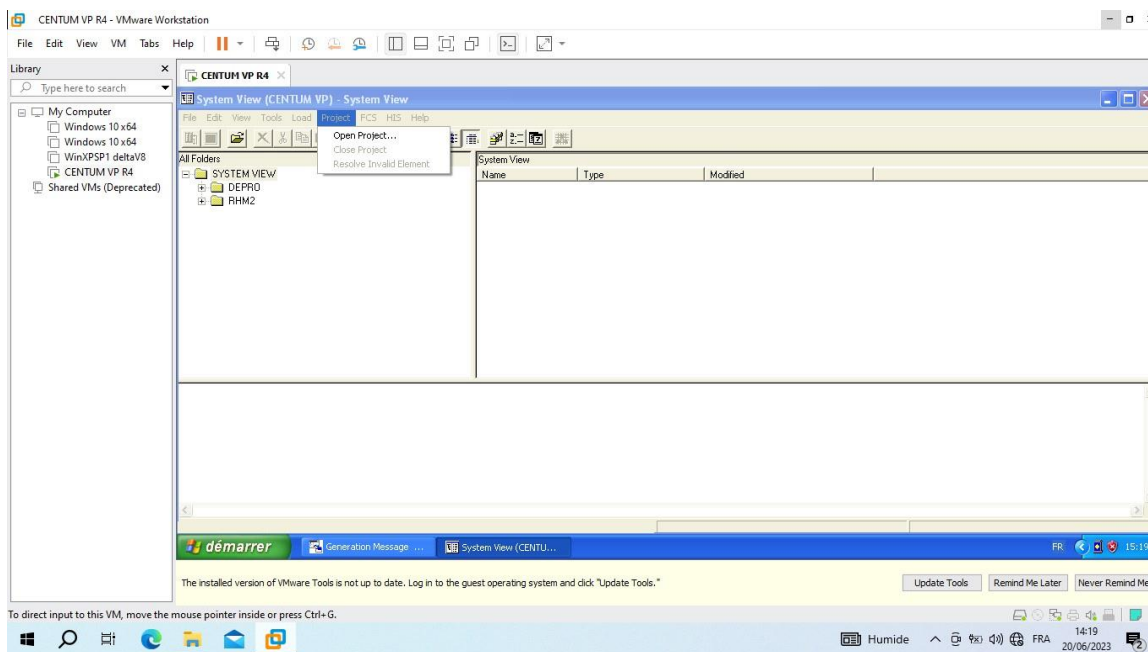 CENTUM VP R4 - VMware Workstation
File Edit View VM Tabs Help
Library
Type here to search
My Computer
Windows 10 x64
Windows 10 x64
WinXPSP1 deltaV8
CENTUM VP R4
Shared VMs (Deprecated)
CENTUM VP R4
System View (CENTUM VP) - System View
File Edit View Tools Load Project FCS HIS Help
Open Project...
Close Project
Resolve Invalid Element
All Folders
SYSTEM VIEW
DEPRO
RHM2
System View
Name Type Modified
démarrer Generation Message ... System View (CENTU... FR 15:19
The installed version of VMware Tools is not up to date. Log in to the guest operating system and click "Update Tools."
Update Tools Remind Me Later Never Remind Me
To direct input to this VM, move the mouse pointer inside or press Ctrl+G.
Humide FRA 14:19
20/06/2023
2